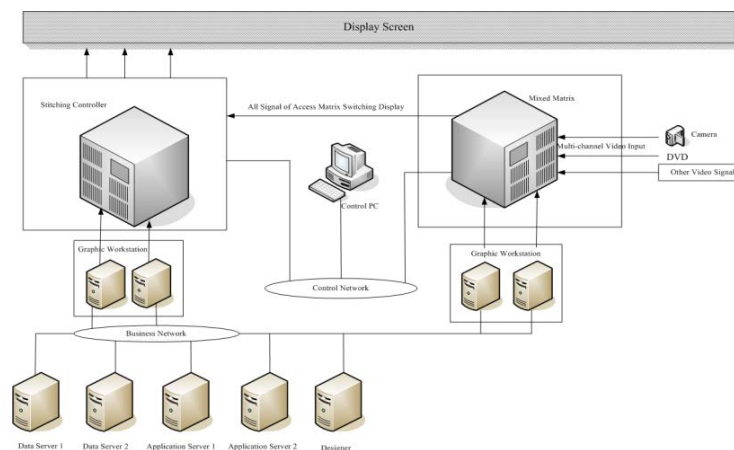 Display Screen
Stitching Controller
Mixed Matrix
All Signal of Access Matrix Switching Display
Camera
Multi-channel Video Input
DVD
Other Video Signal
Control PC
Graphic Workstation
Graphic Workstation
Control Network
Business Network
Data Server 1
Data Server 2
Application Server 1
Application Server 2
Designer